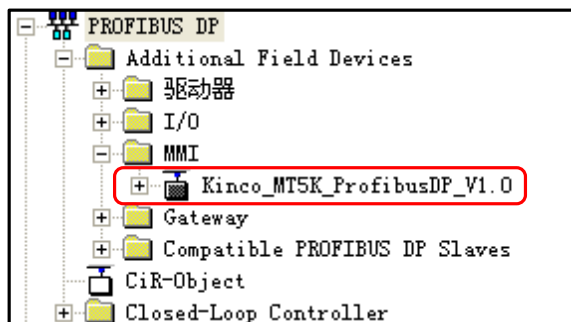 PROFIBUS DP
Additional Field Devices
驱动器
I/O
MMI
Kinco_MT5K_ProfibusDP_V1.0
Gateway
Compatible PROFIBUS DP Slaves
CiR-Object
Closed-Loop Controller